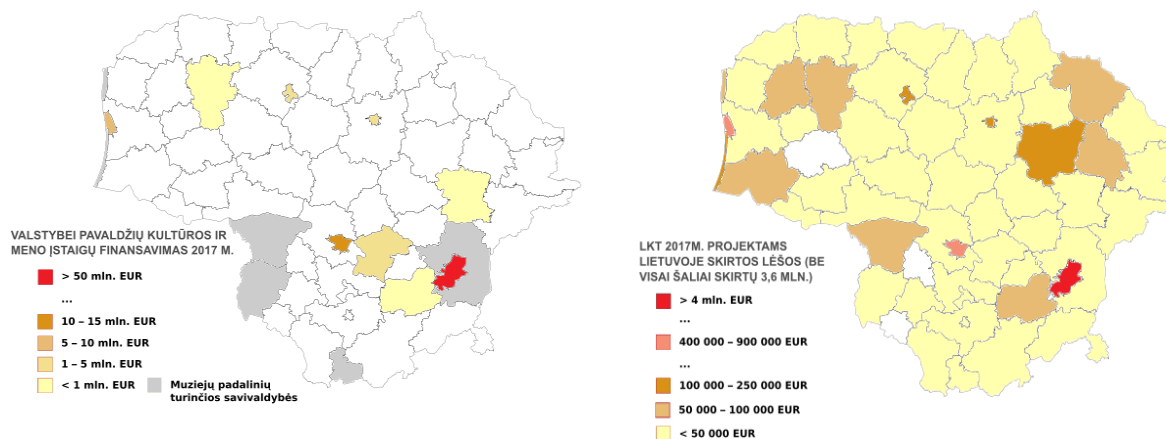 VALSTYBEI PAVALDŽIŲ KULTŪROS IR
MENO ĮSTAIGŲ FINANSAVIMAS 2017 M.
> 50 mln. EUR
...
10 – 15 mln. EUR
5 – 10 mln. EUR
1 – 5 mln. EUR
< 1 mln. EUR
Muziejų padalinių
turinčios savivaldybės
LKT 2017M. PROJEKTAMS
LIETUVOJE SKIRTOS LĖŠOS (BE
VISAI ŠALIAI SKIRTŲ 3,6 MLN.)
> 4 mln. EUR
...
400 000 – 900 000 EUR
...
100 000 – 250 000 EUR
50 000 – 100 000 EUR
< 50 000 EUR